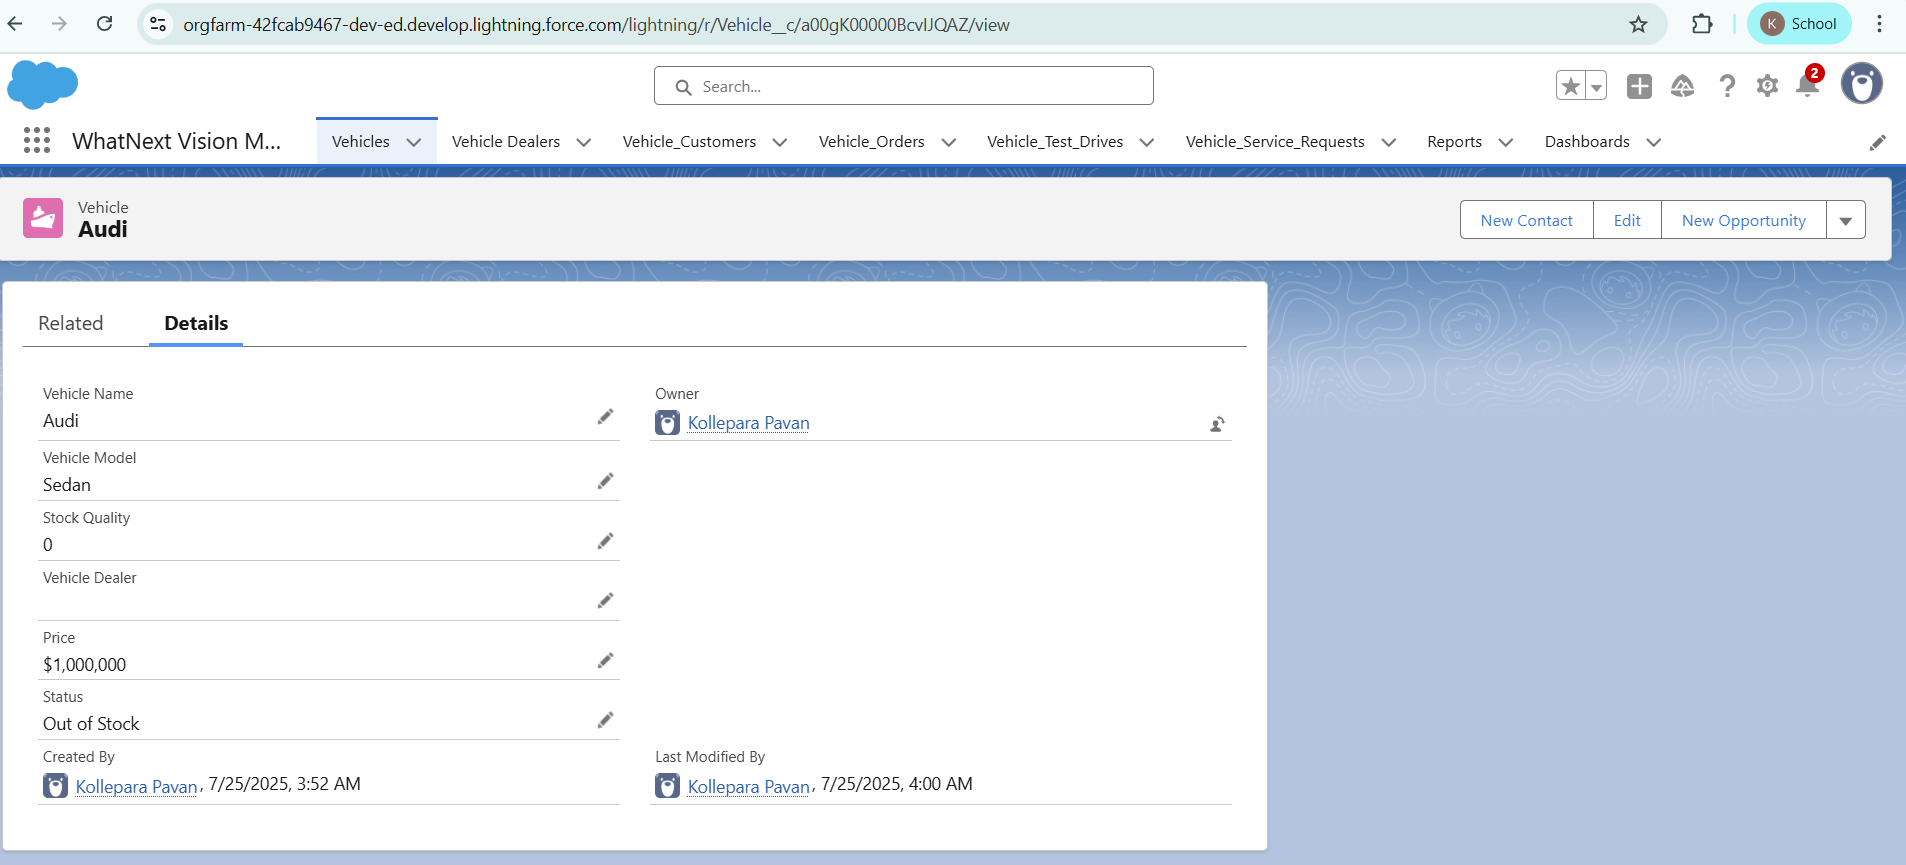 orgfarm-42fcab9467-dev-ed.develop.lightning.force.com/lightning/r/Vehicle__c/a00gK00000BcvIJQAZ/view
K School
Search...
2
WhatNext Vision M...
Vehicles
Vehicle Dealers
Vehicle_Customers
Vehicle_Orders
Vehicle_Test_Drives
Vehicle_Service_Requests
Reports
Dashboards
Vehicle
Audi
New Contact
Edit
New Opportunity
Related
Details
Vehicle Name
Audi
Owner
Kollepara Pavan
Vehicle Model
Sedan
Stock Quality
0
Vehicle Dealer
Price
$1,000,000
Status
Out of Stock
Created By
Kollepara Pavan, 7/25/2025, 3:52 AM
Last Modified By
Kollepara Pavan, 7/25/2025, 4:00 AM